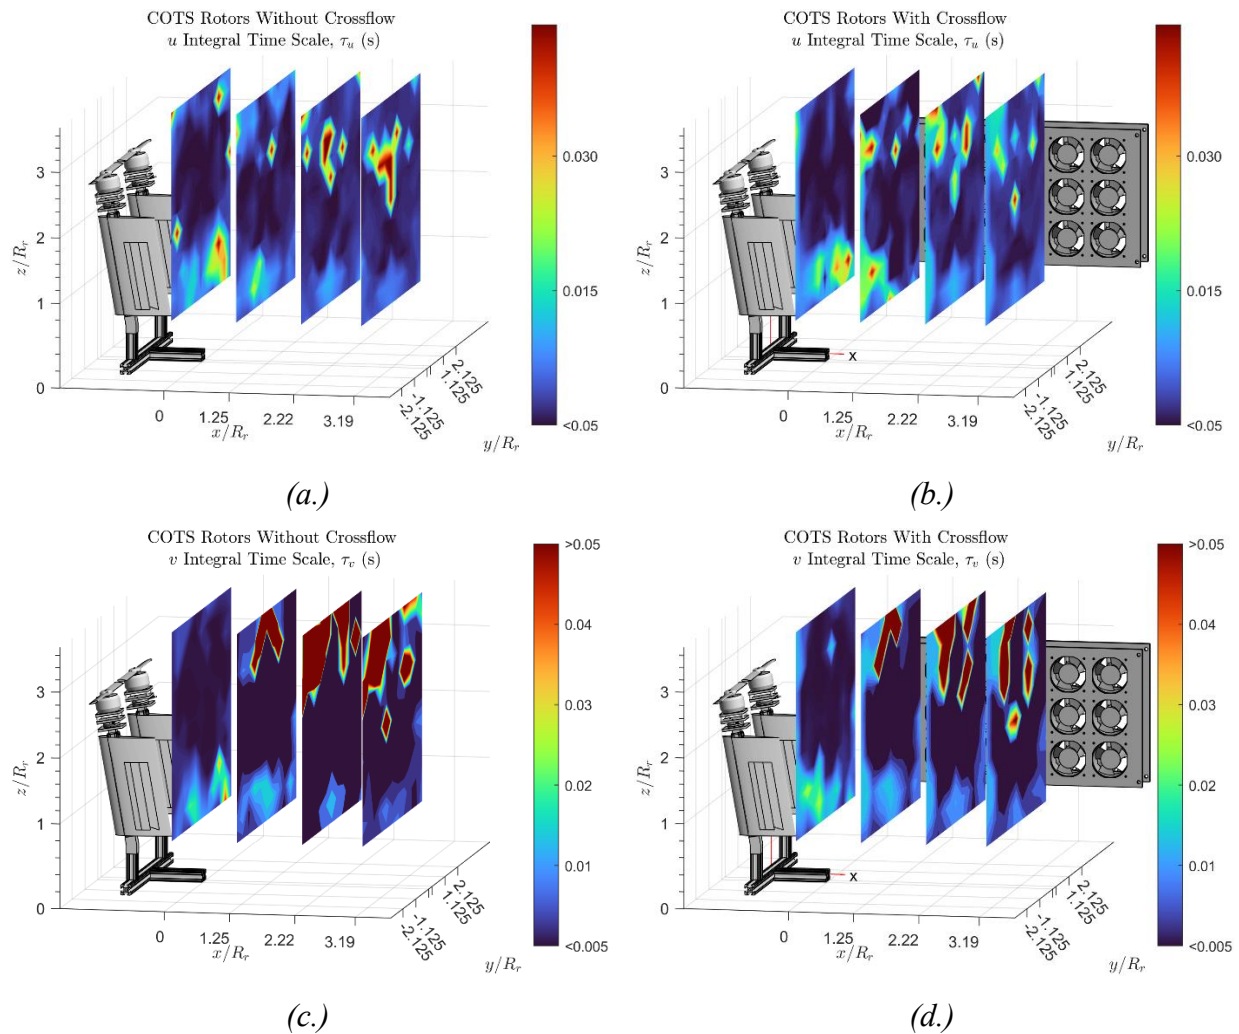 COTS Rotors Without Crossflow
u Integral Time Scale, τu (s)
0.030
0.015
<0.05
z/Rr
3
2
1
0
0
1.25
2.22
3.19
x/Rr
2.125
1.125
-1.125
-2.125
y/Rr
(a.)
COTS Rotors With Crossflow
u Integral Time Scale, τu (s)
0.030
0.015
<0.05
z/Rr
3
2
1
0
x
0
1.25
2.22
3.19
x/Rr
2.125
1.125
-1.125
-2.125
y/Rr
(b.)
COTS Rotors Without Crossflow
v Integral Time Scale, τv (s)
>0.05
0.04
0.03
0.02
0.01
<0.005
z/Rr
3
2
1
0
0
1.25
2.22
3.19
x/Rr
2.125
1.125
-1.125
-2.125
y/Rr
(c.)
COTS Rotors With Crossflow
v Integral Time Scale, τv (s)
>0.05
0.04
0.03
0.02
0.01
<0.005
z/Rr
3
2
1
0
x
0
1.25
2.22
3.19
x/Rr
2.125
1.125
-1.125
-2.125
y/Rr
(d.)